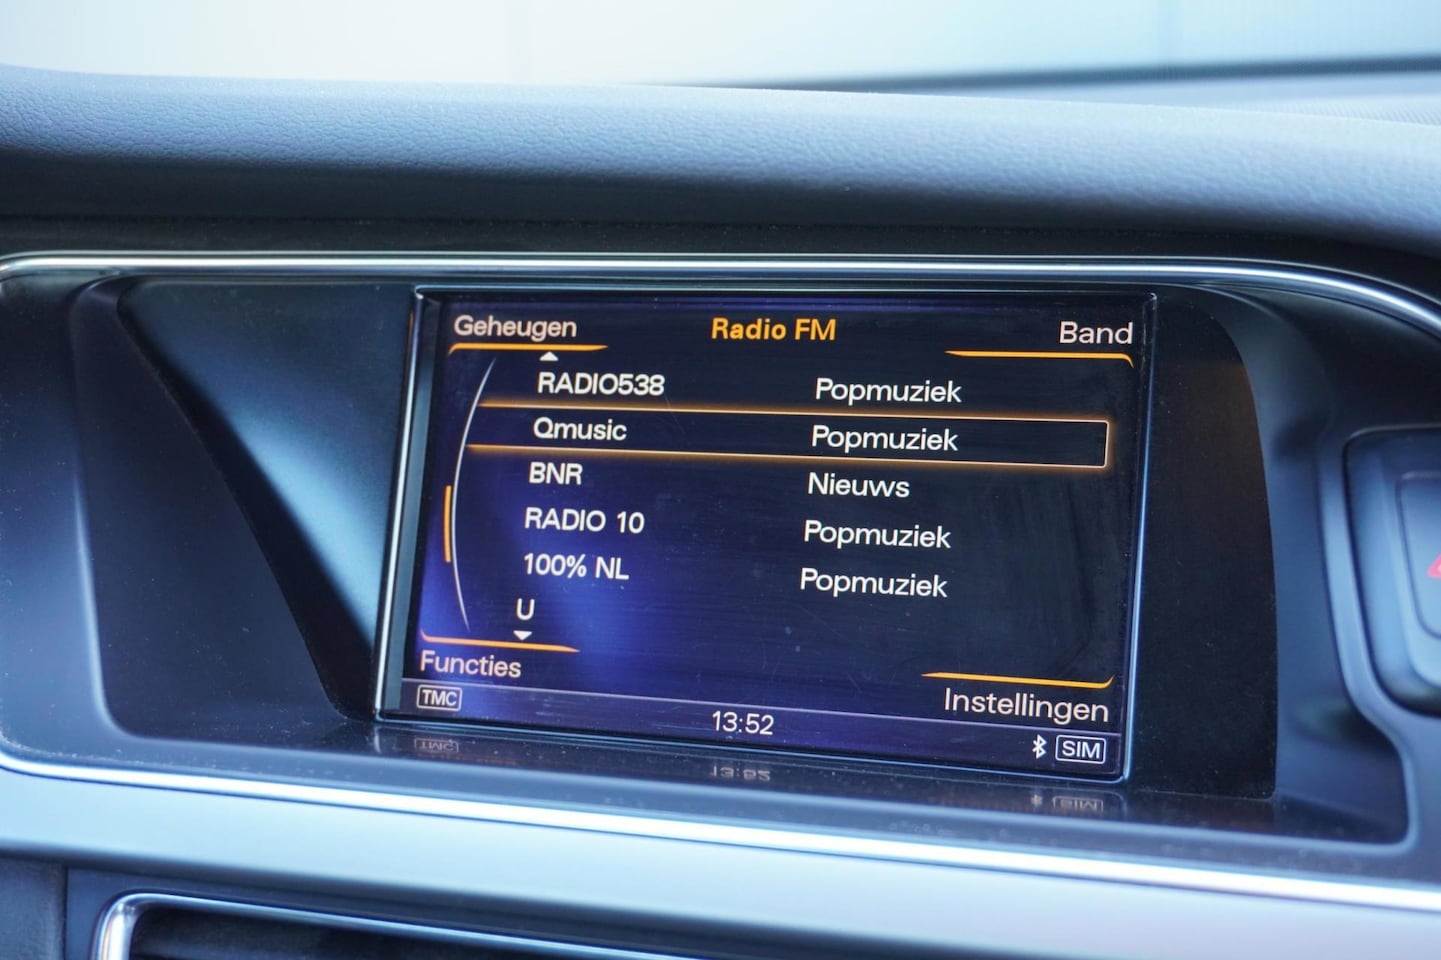 Geheugen Radio FM Band
RADIO538 Popmuziek
Qmusic Popmuziek
BNR Nieuws
RADIO 10 Popmuziek
100% NL Popmuziek
U
Functies Instellingen
TMC 13:52 SIM